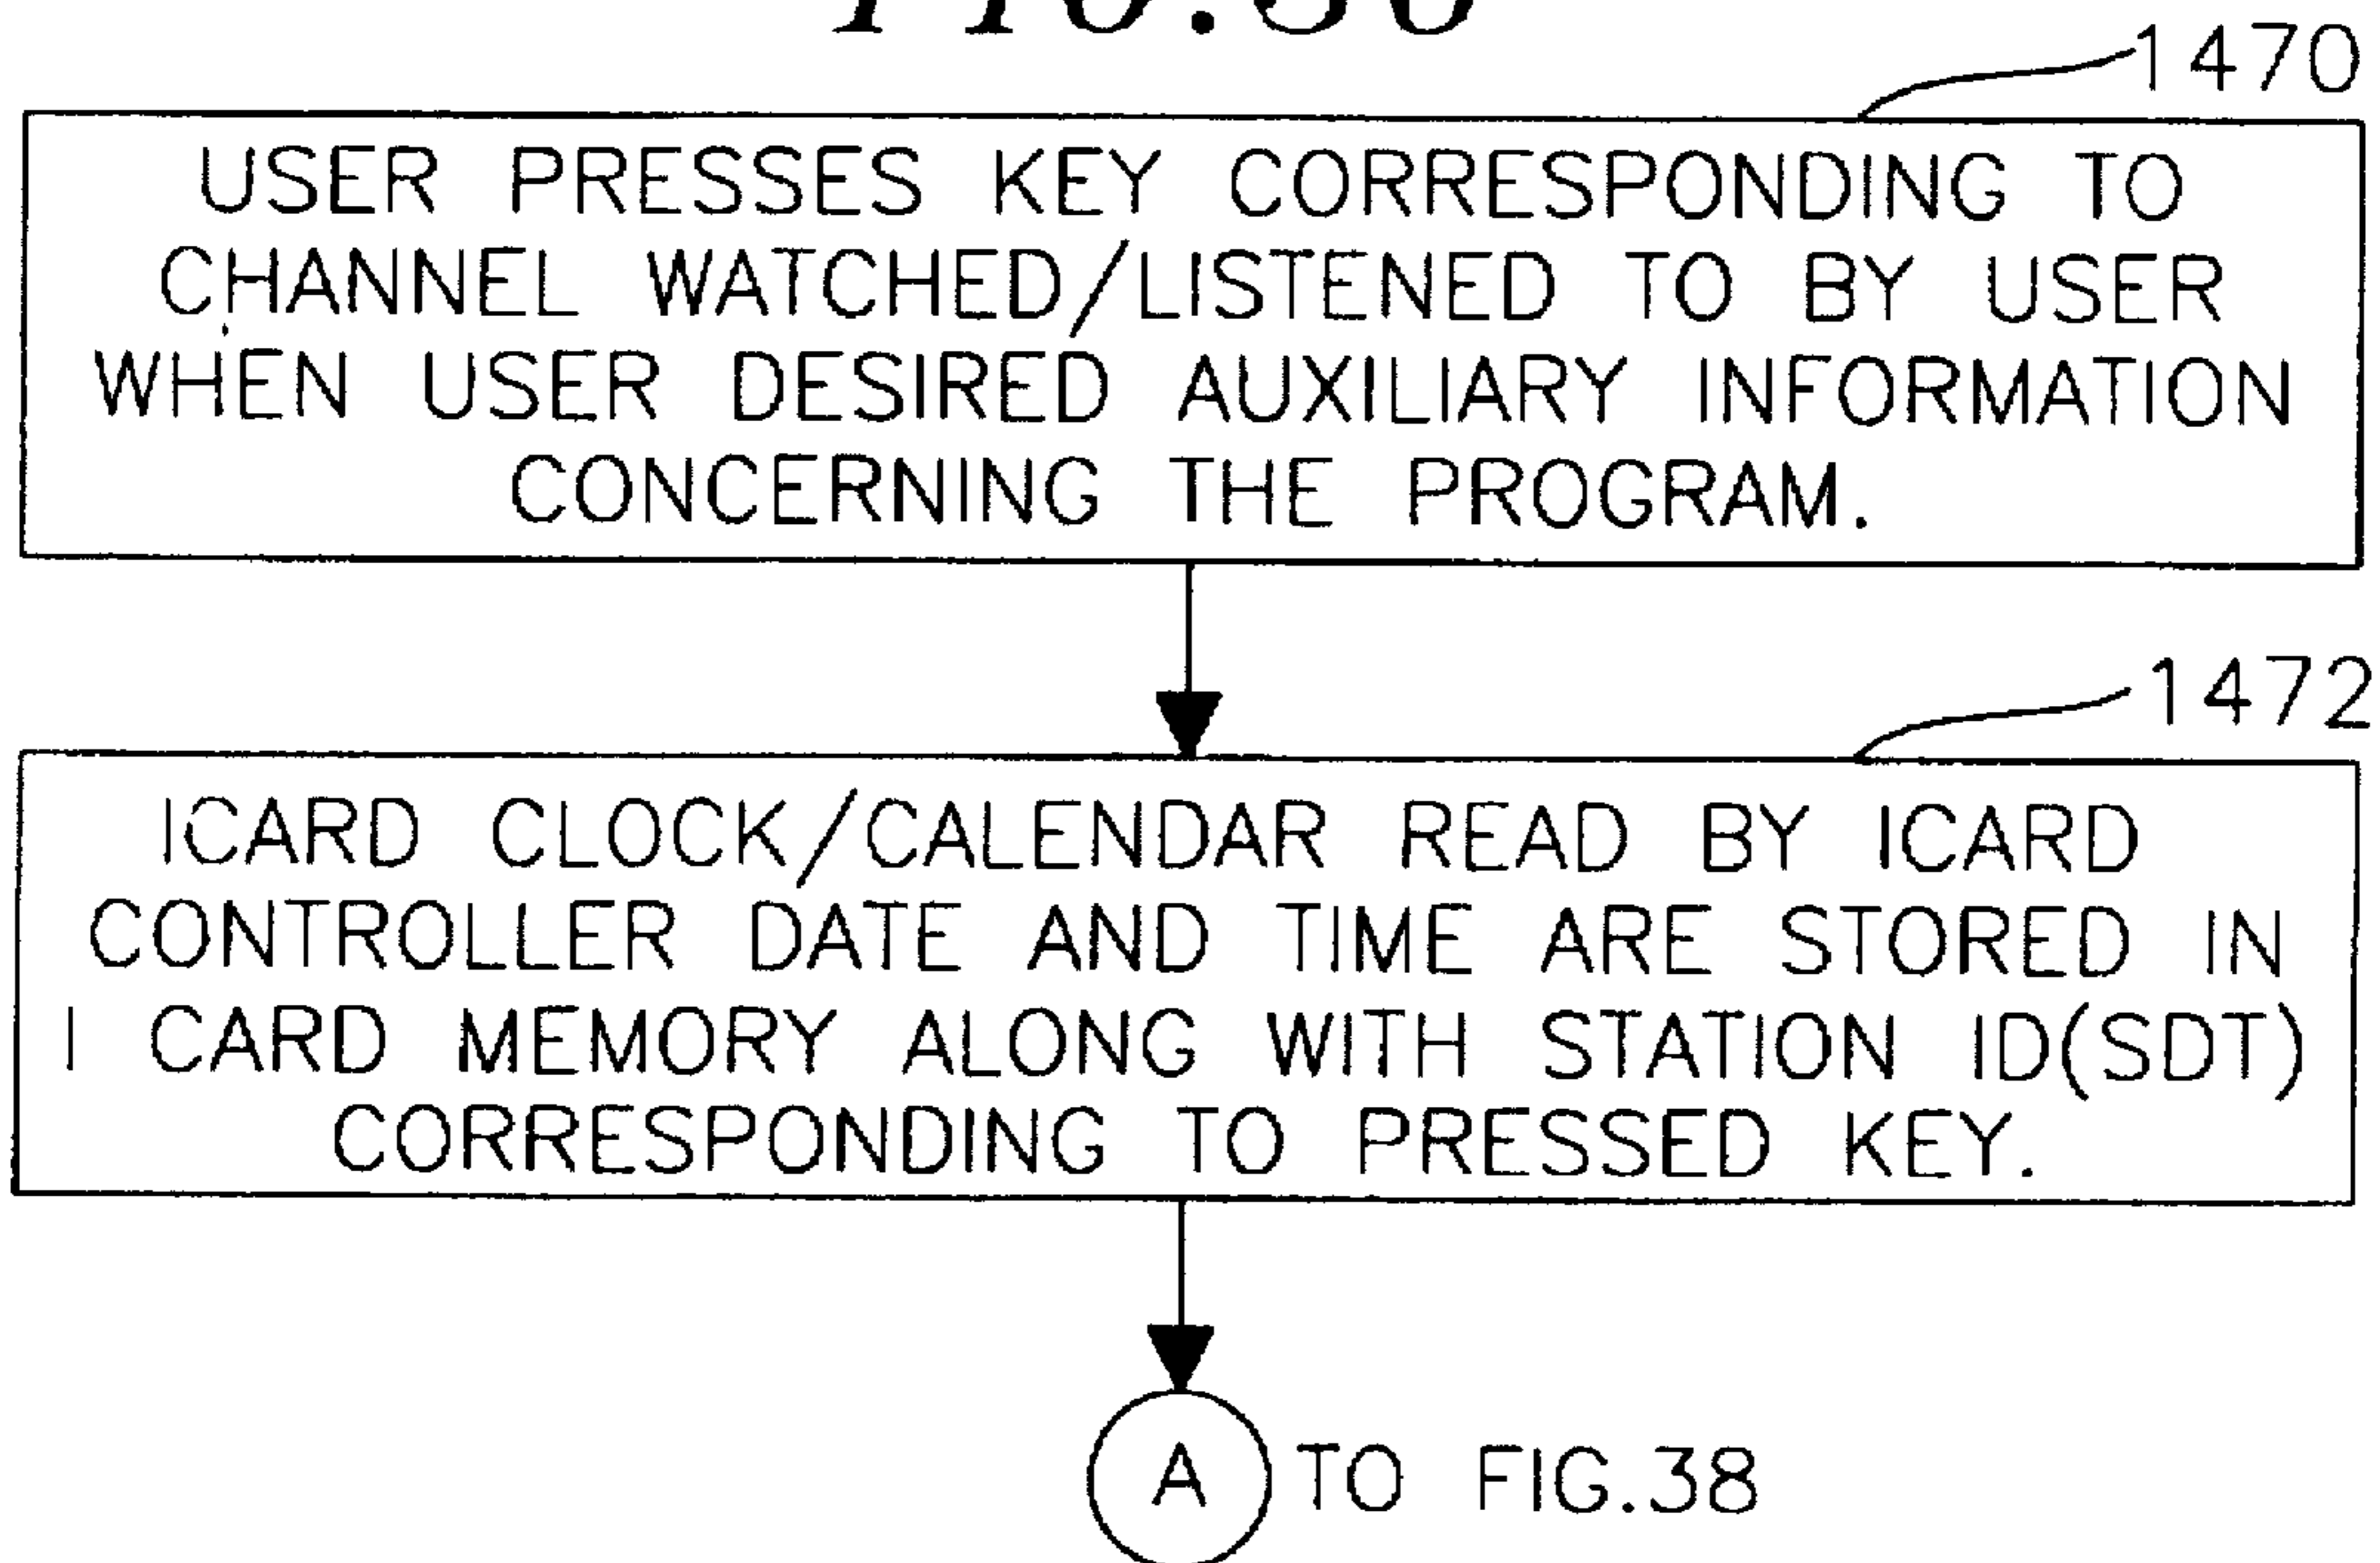 1470
USER PRESSES KEY CORRESPONDING TO
CHANNEL WATCHED/LISTENED TO BY USER
WHEN USER DESIRED AUXILIARY INFORMATION
CONCERNING THE PROGRAM.
1472
ICARD CLOCK/CALENDAR READ BY ICARD
CONTROLLER DATE AND TIME ARE STORED IN
I CARD MEMORY ALONG WITH STATION ID(SDT)
CORRESPONDING TO PRESSED KEY.
A TO FIG.38